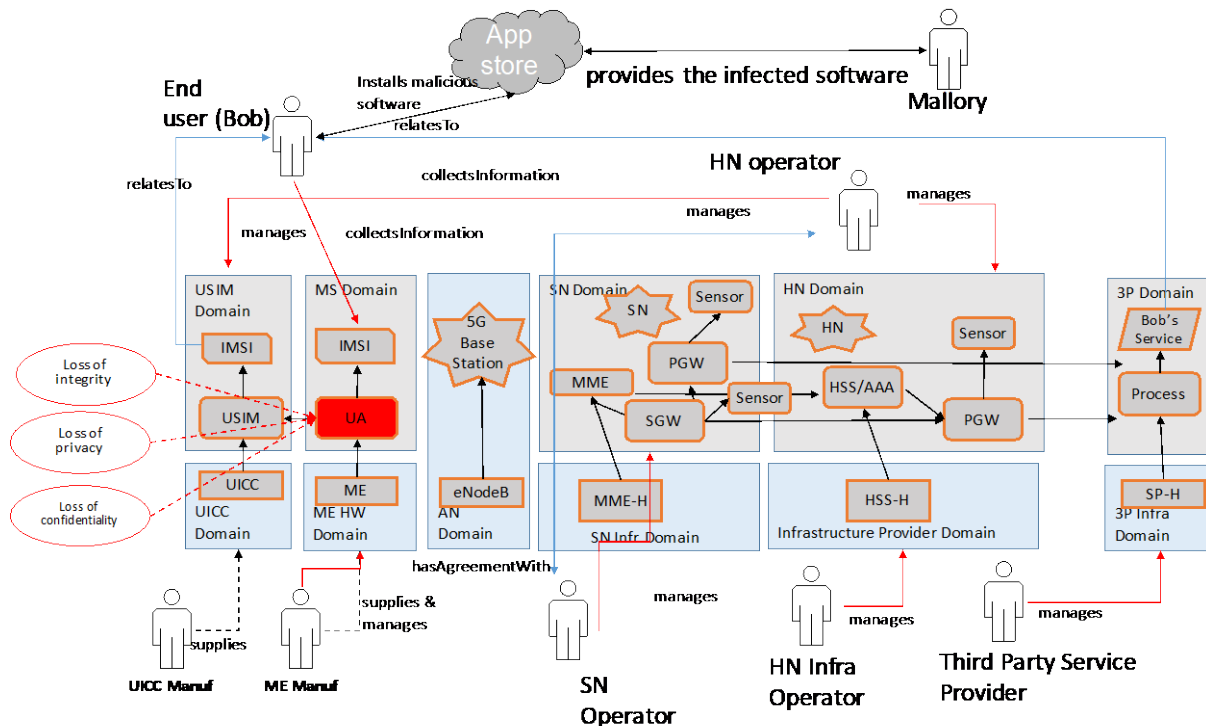 App
store
provides the infected software
Mallory
Installs malicious
software
relatesTo
End
user (Bob)
HN operator
relatesTo
collectsInformation
manages
manages
manages
collectsInformation
USIM
Domain
IMSI
USIM
MS Domain
IMSI
UA
5G
Base
Station
SN Domain
SN
Sensor
PGW
MME
SGW
Sensor
HN Domain
HN
Sensor
HSS/AAA
PGW
3P Domain
Bob's
Service
Process
Loss of
integrity
Loss of
privacy
Loss of
confidentiality
UICC
UICC
Domain
ME
ME HW
Domain
eNodeB
AN
Domain
MME-H
SN Infr Domain
HSS-H
Infrastructure Provider Domain
SP-H
3P Infra
Domain
hasAgreementWith
supplies
supplies &
manages
manages
manages
manages
UICC Manuf
ME Manuf
SN
Operator
HN Infra
Operator
Third Party Service
Provider